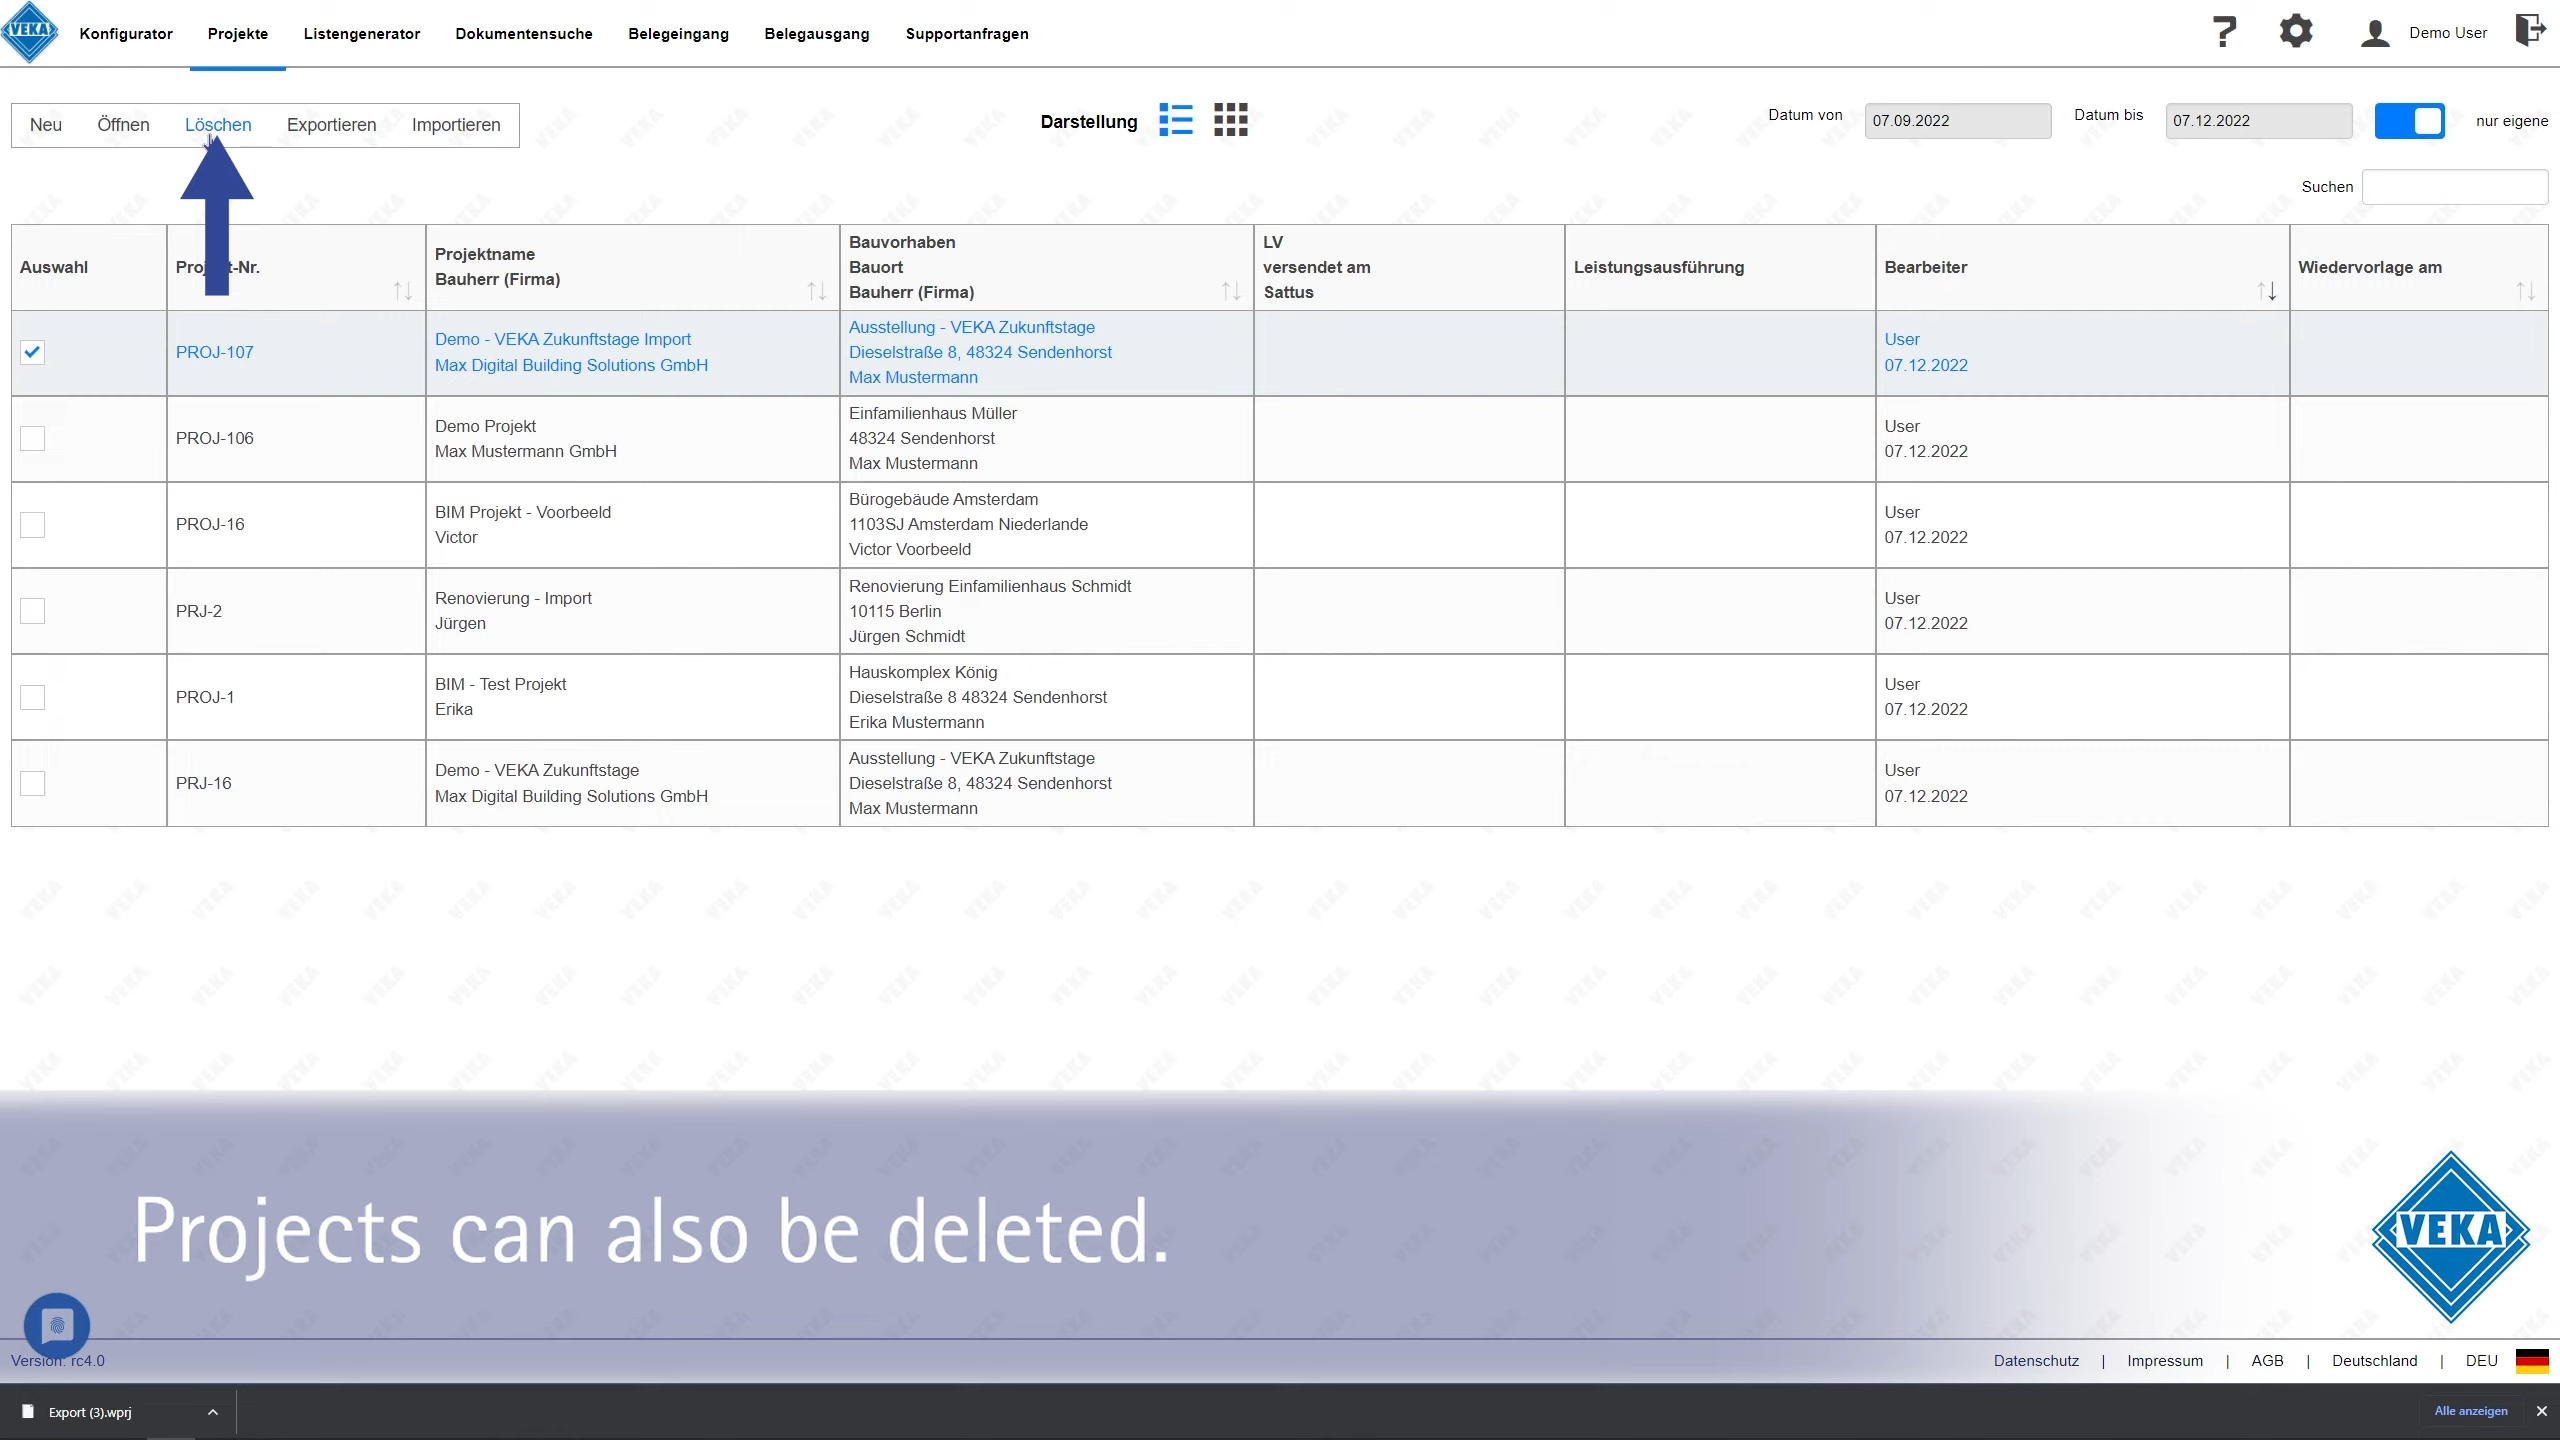 VEKA
Konfigurator
Projekte
Listengenerator
Dokumentensuche
Belegeingang
Belegausgang
Supportanfragen
?
Demo User
Neu
Öffnen
Löschen
Exportieren
Importieren
Darstellung
Datum von
07.09.2022
Datum bis
07.12.2022
nur eigene
Suchen
Auswahl
-Nr.
Projektname
Bauherr (Firma)
Bauvorhaben
Bauort
Bauherr (Firma)
LV
versendet am
Sattus
Leistungsausführung
Bearbeiter
Wiedervorlage am
PROJ-107
Demo - VEKA Zukunftstage Import
Max Digital Building Solutions GmbH
Ausstellung - VEKA Zukunftstage
Dieselstraße 8, 48324 Sendenhorst
Max Mustermann
User
07.12.2022
PROJ-106
Demo Projekt
Max Mustermann GmbH
Einfamilienhaus Müller
48324 Sendenhorst
Max Mustermann
User
07.12.2022
PROJ-16
BIM Projekt - Voorbeeld
Victor
Bürogebäude Amsterdam
1103SJ Amsterdam Niederlande
Victor Voorbeeld
User
07.12.2022
PRJ-2
Renovierung - Import
Jürgen
Renovierung Einfamilienhaus Schmidt
10115 Berlin
Jürgen Schmidt
User
07.12.2022
PROJ-1
BIM - Test Projekt
Erika
Hauskomplex König
Dieselstraße 8 48324 Sendenhorst
Erika Mustermann
User
07.12.2022
PRJ-16
Demo - VEKA Zukunftstage
Max Digital Building Solutions GmbH
Ausstellung - VEKA Zukunftstage
Dieselstraße 8, 48324 Sendenhorst
Max Mustermann
User
07.12.2022
Projects can also be deleted.
VEKA
Version: rc4.0
Datenschutz | Impressum | AGB | Deutschland | DEU
Export (3).wprj
Alle anzeigen